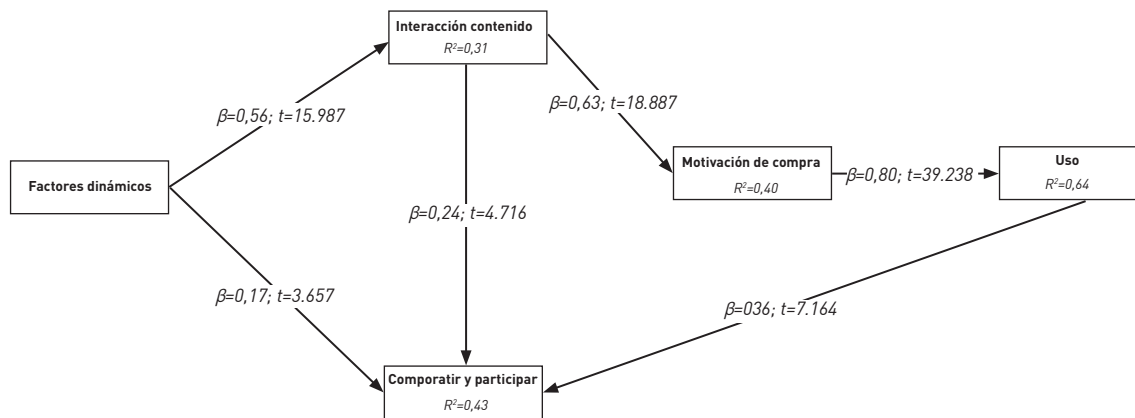 Interacción contenido
R²=0,31
β=0,56; t=15.987
β=0,63; t=18.887
Factores dinámicos
Motivación de compra
R²=0,40
β=0,80; t=39.238
Uso
R²=0,64
β=0,24; t=4.716
β=0,17; t=3.657
β=036; t=7.164
Comporatir y participar
R²=0,43